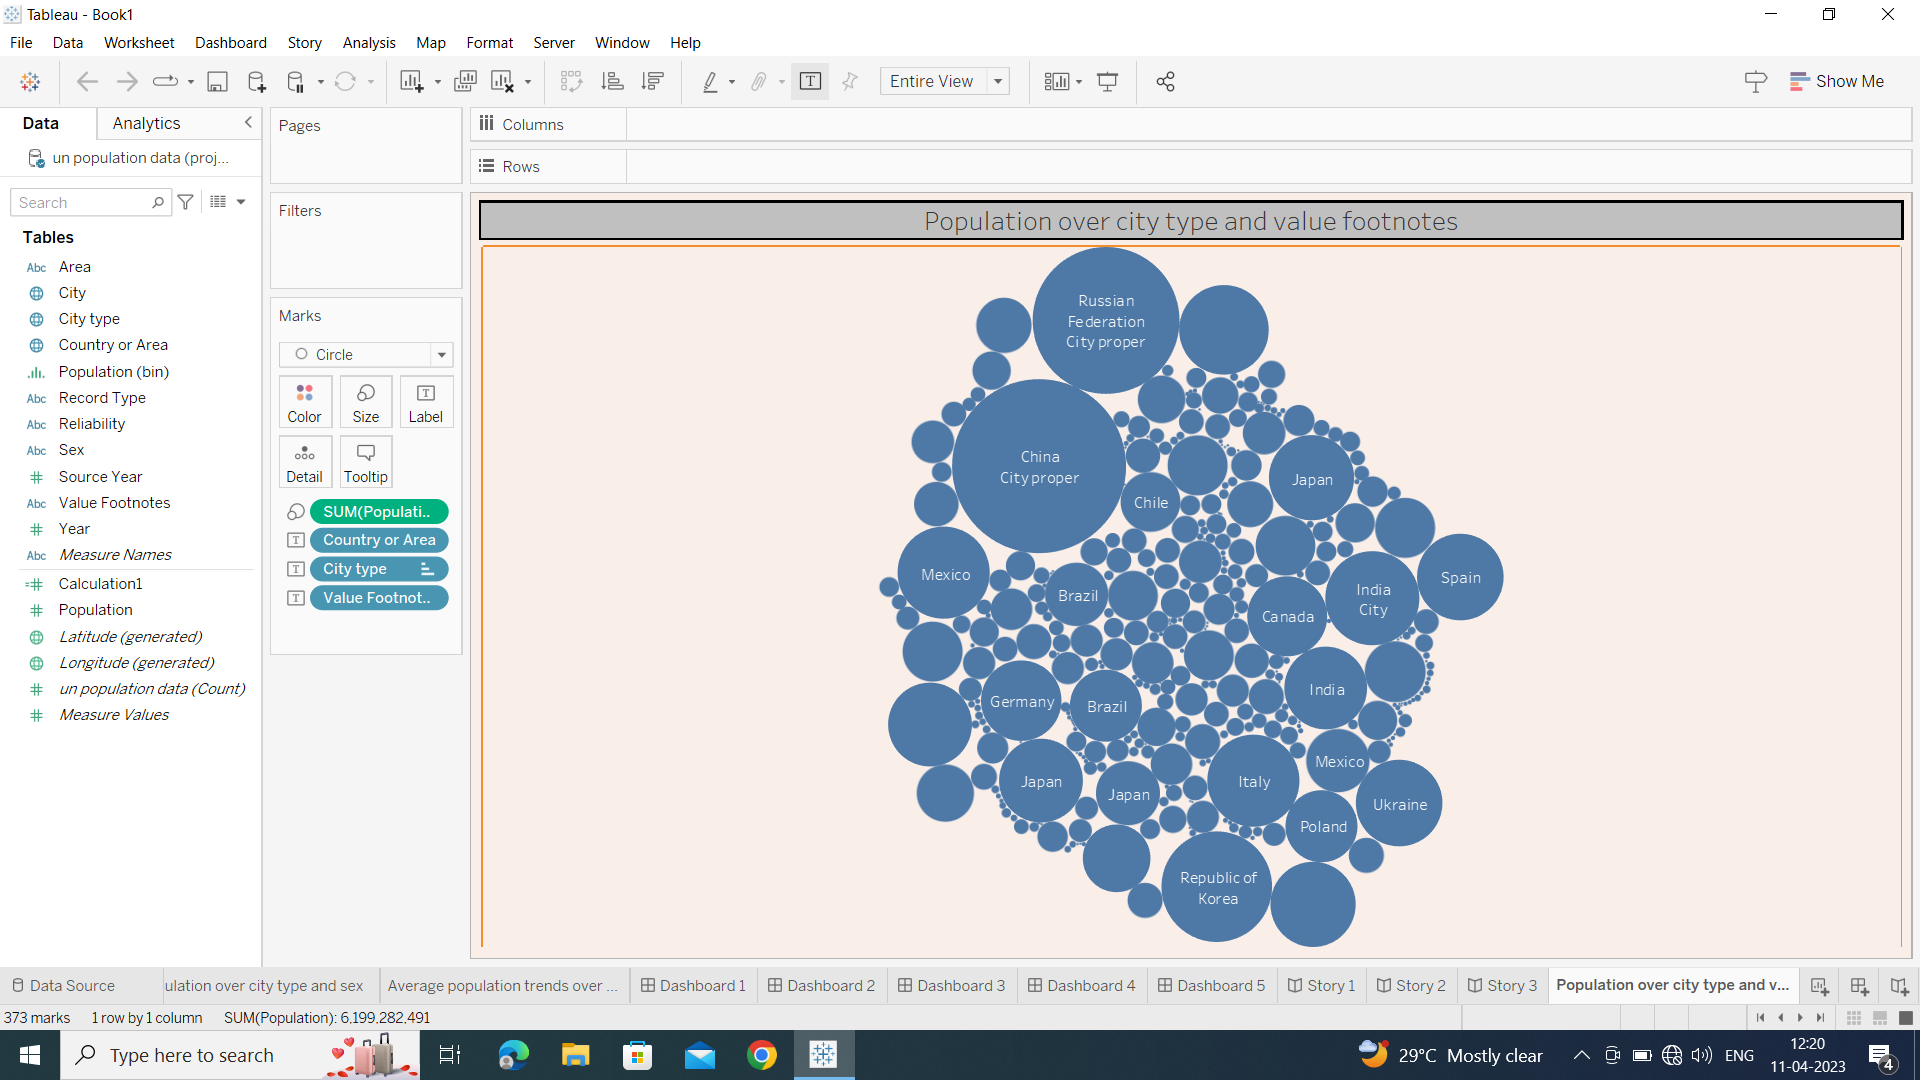 Tableau - Book1
File Data Worksheet Dashboard Story Analysis Map Format Server Window Help
Entire View
Show Me
Data Analytics
un population data (proj...
Search
Tables
Abc Area
City
City type
Country or Area
Population (bin)
Abc Record Type
Abc Reliability
Abc Sex
Source Year
Abc Value Footnotes
Year
Abc Measure Names
Calculation1
Population
Latitude (generated)
Longitude (generated)
un population data (Count)
Measure Values
Pages
Filters
Marks
Circle
Color Size Label
Detail Tooltip
SUM(Populati..
Country or Area
City type
Value Footnot..
Columns
Rows
Population over city type and value footnotes
Russian
Federation
City proper
China
City proper
Chile
Japan
Mexico
Brazil
Canada
India
City
Spain
Germany
Brazil
India
Japan
Japan
Italy
Mexico
Poland
Ukraine
Republic of
Korea
Data Source
ulation over city type and sex
Average population trends over ...
Dashboard 1
Dashboard 2
Dashboard 3
Dashboard 4
Dashboard 5
Story 1
Story 2
Story 3
Population over city type and v...
373 marks 1 row by 1 column SUM(Population): 6,199,282,491
Type here to search
29°C Mostly clear
ENG
12:20
11-04-2023
4